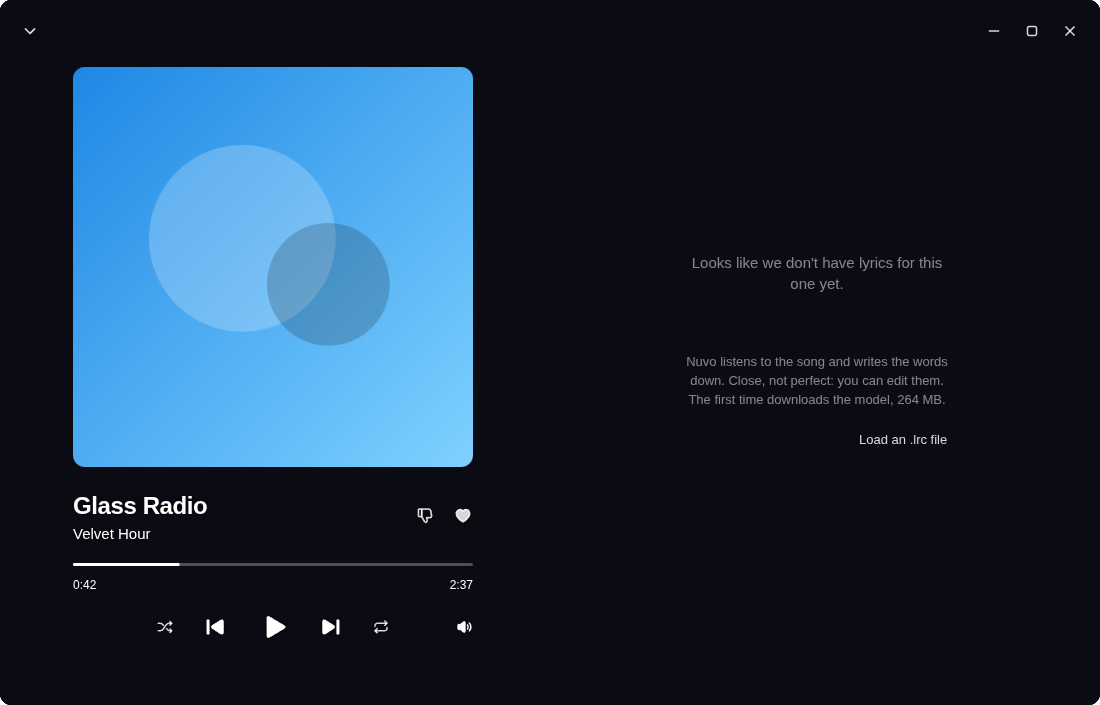 Looks like we don't have lyrics for this
one yet.
Nuvo listens to the song and writes the words
down. Close, not perfect: you can edit them.
The first time downloads the model, 264 MB.
Load an .lrc file
Glass Radio
Velvet Hour
0:42
2:37